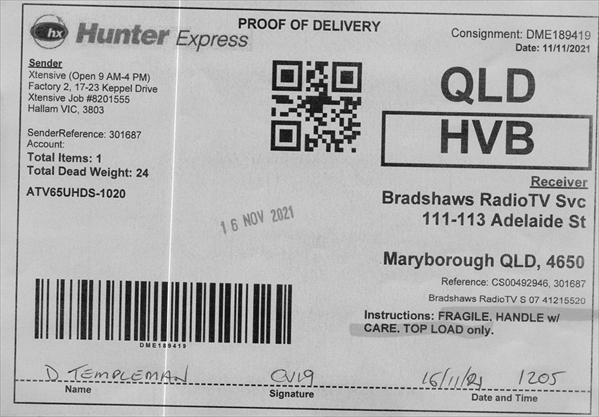 PROOF OF DELIVERY
hx Hunter Express
Consignment: DME189419
Date: 11/11/2021
Sender
Xtensive (Open 9 AM-4 PM)
Factory 2, 17-23 Keppel Drive
Xtensive Job #8201555
Hallam VIC, 3803
SenderReference: 301687
Account:
Total Items: 1
Total Dead Weight: 24
ATV65UHDS-1020
QLD
HVB
Receiver
Bradshaws RadioTV Svc
111-113 Adelaide St
Maryborough QLD, 4650
Reference: CS00492946, 301687
Bradshaws RadioTV S 07 41215520
Instructions: FRAGILE, HANDLE w/
CARE. TOP LOAD only.
16 NOV 2021
DME189419
D. TEMPLEMAN CV19 16/11/21 1205
Name Signature Date and Time